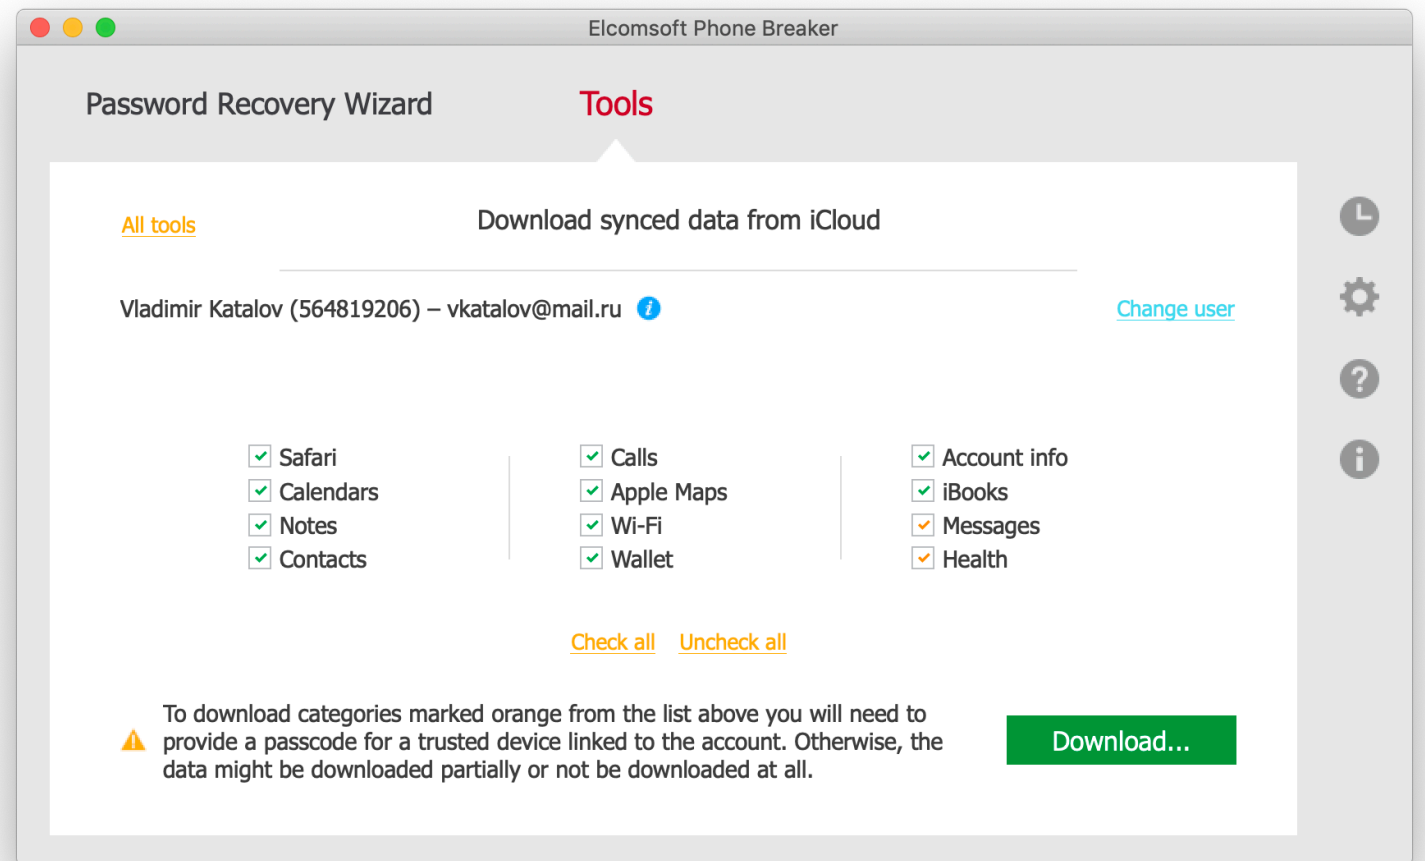 Elcomsoft Phone Breaker
Password Recovery Wizard
Tools
All tools
Download synced data from iCloud
Vladimir Katalov (564819206) – vkatalov@mail.ru
Change user
Safari
Calendars
Notes
Contacts
Calls
Apple Maps
Wi-Fi
Wallet
Account info
iBooks
Messages
Health
Check all
Uncheck all
To download categories marked orange from the list above you will need to
provide a passcode for a trusted device linked to the account. Otherwise, the
data might be downloaded partially or not be downloaded at all.
Download...